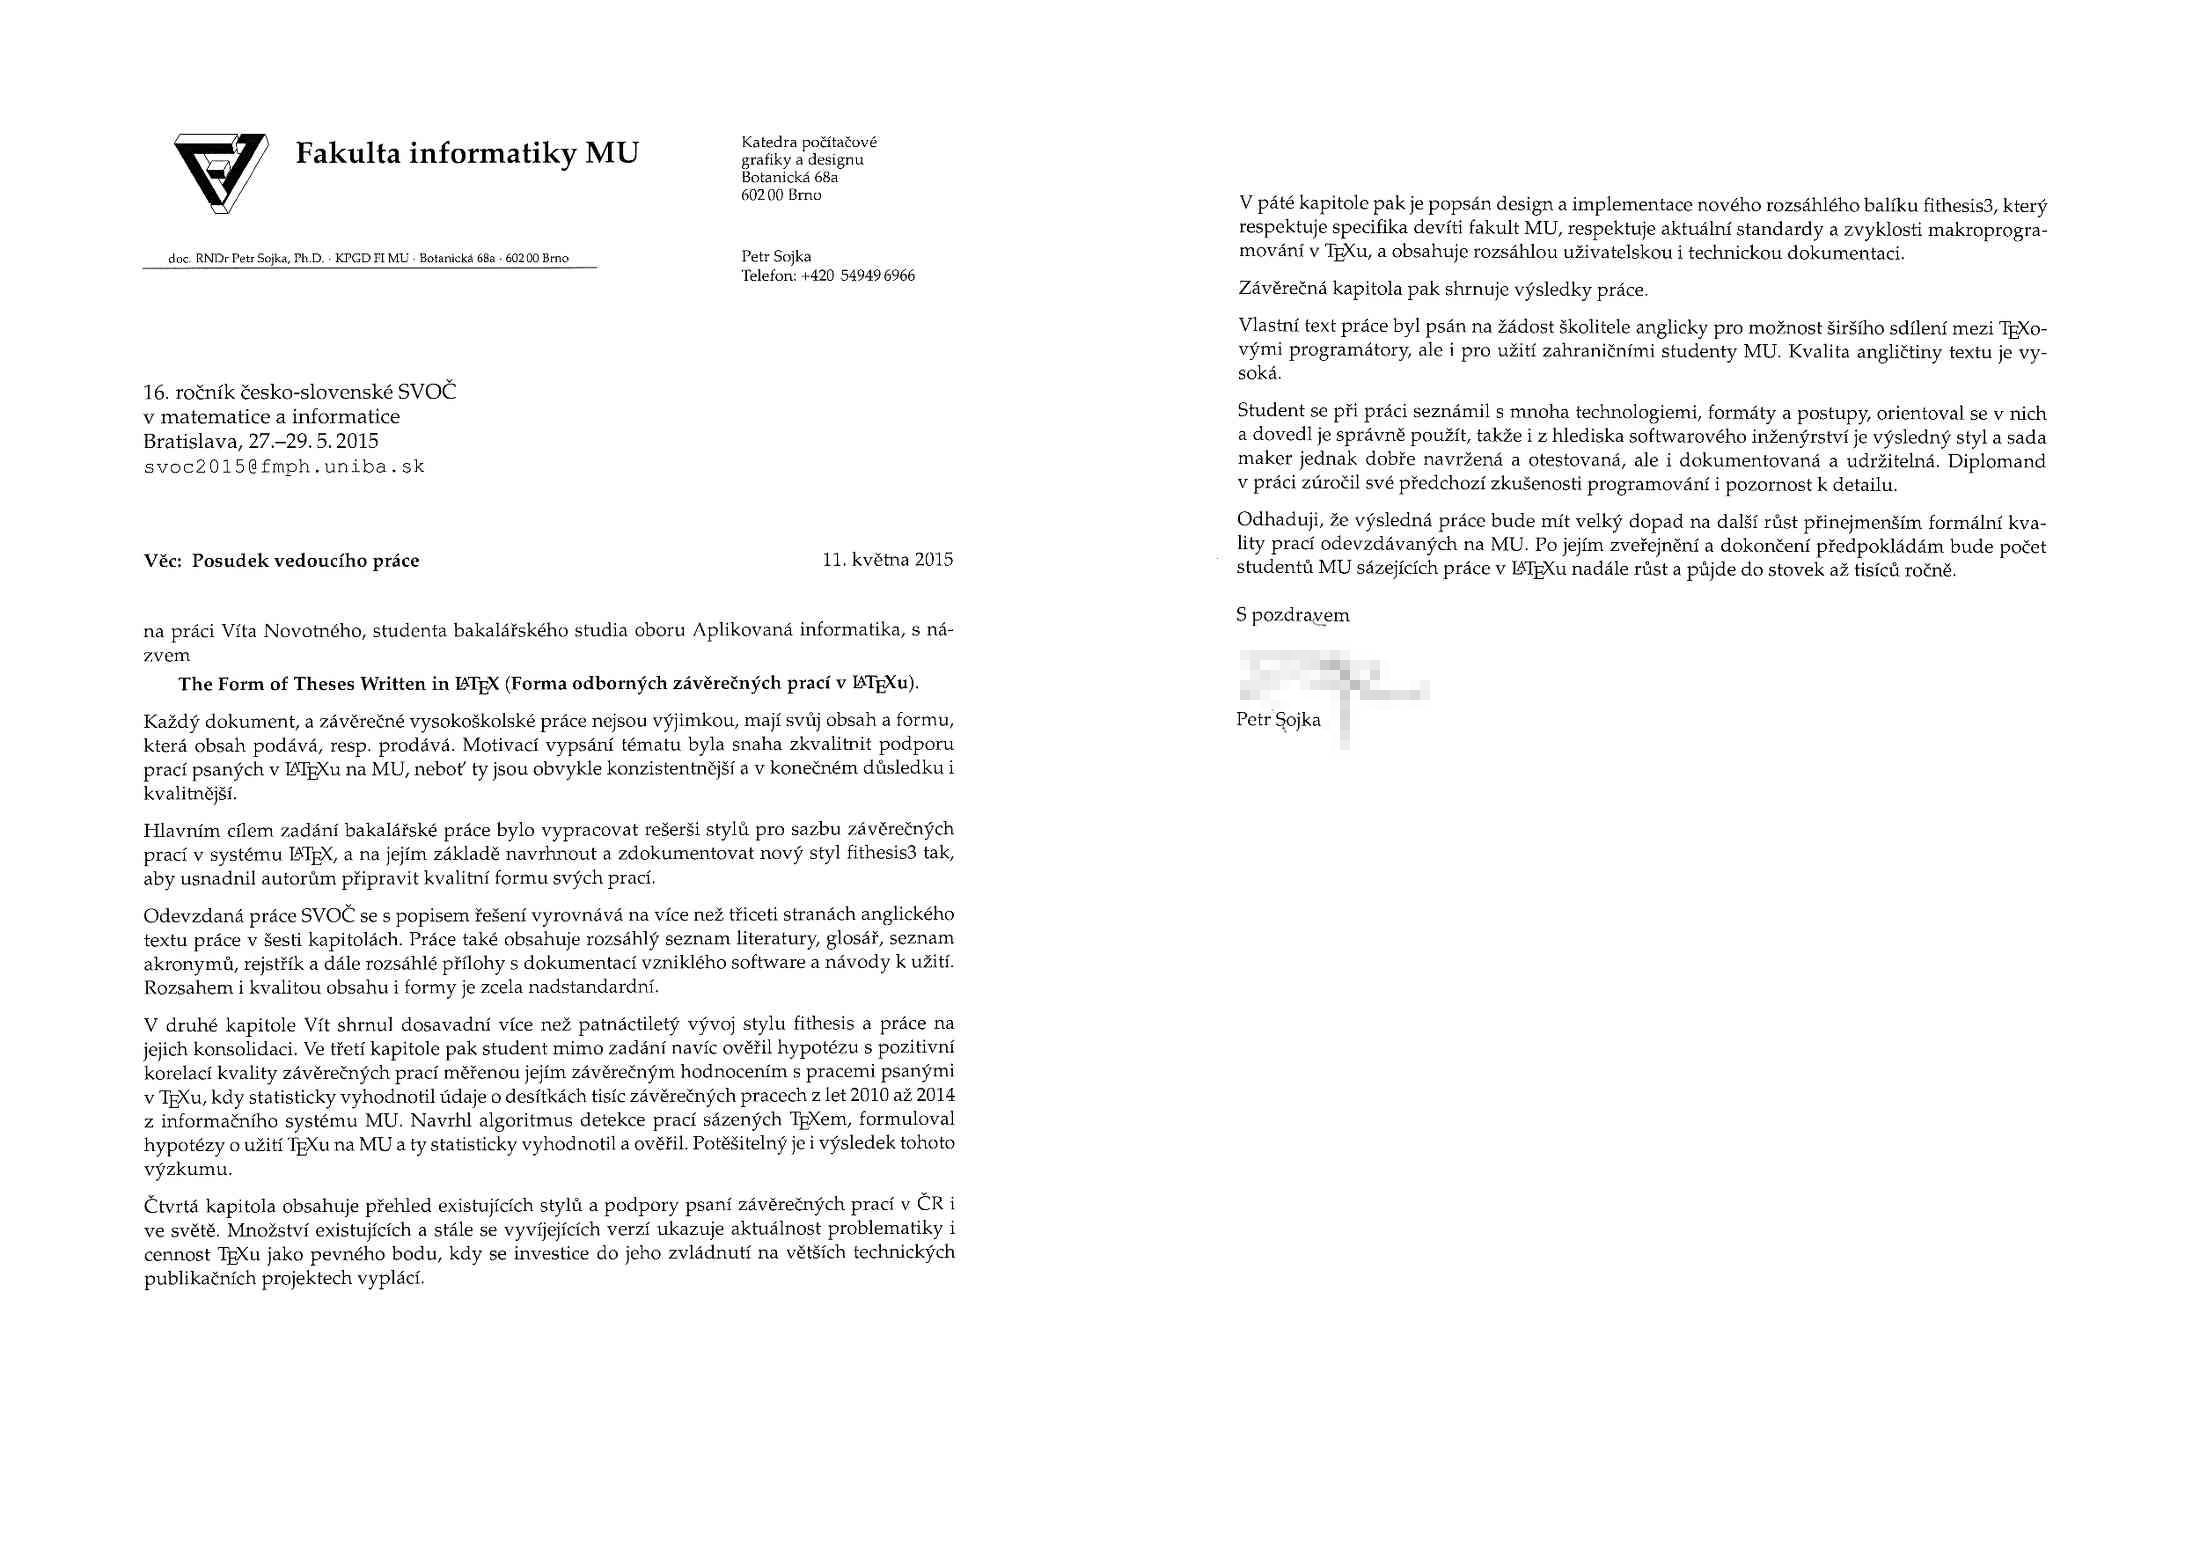 Fakulta informatiky MU
Katedra počítačové
grafiky a designu
Botanická 68a
602 00 Brno
doc. RNDr Petr Sojka, Ph.D. · KPGD FI MU · Botanická 68a · 602 00 Brno
Petr Sojka
Telefon: +420 54949 6966
16. ročník česko-slovenské SVOČ
v matematice a informatice
Bratislava, 27.–29. 5. 2015
svoc2015@fmph.uniba.sk
Věc: Posudek vedoucího práce 11. května 2015
na práci Víta Novotného, studenta bakalářského studia oboru Aplikovaná informatika, s ná-
zvem
The Form of Theses Written in LATEX (Forma odborných závěrečných prací v LATEXu).
Každý dokument, a závěrečné vysokoškolské práce nejsou výjimkou, mají svůj obsah a formu,
která obsah podává, resp. prodává. Motivací vypsání tématu byla snaha zkvalitnit podporu
prací psaných v LATEXu na MU, neboť ty jsou obvykle konzistentnější a v konečném důsledku i
kvalitnější.
Hlavním cílem zadání bakalářské práce bylo vypracovat rešerši stylů pro sazbu závěrečných
prací v systému LATEX, a na jejím základě navrhnout a zdokumentovat nový styl fithesis3 tak,
aby usnadnil autorům připravit kvalitní formu svých prací.
Odevzdaná práce SVOČ se s popisem řešení vyrovnává na více než třiceti stranách anglického
textu práce v šesti kapitolách. Práce také obsahuje rozsáhlý seznam literatury, glosář, seznam
akronymů, rejstřík a dále rozsáhlé přílohy s dokumentací vzniklého software a návody k užití.
Rozsahem i kvalitou obsahu i formy je zcela nadstandardní.
V druhé kapitole Vít shrnul dosavadní více než patnáctiletý vývoj stylu fithesis a práce na
jejich konsolidaci. Ve třetí kapitole pak student mimo zadání navíc ověřil hypotézu s pozitivní
korelací kvality závěrečných prací měřenou jejím závěrečným hodnocením s pracemi psanými
v TEXu, kdy statisticky vyhodnotil údaje o desítkách tisíc závěrečných pracech z let 2010 až 2014
z informačního systému MU. Navrhl algoritmus detekce prací sázených TEXem, formuloval
hypotézy o užití TEXu na MU a ty statisticky vyhodnotil a ověřil. Potěšitelný je i výsledek tohoto
výzkumu.
Čtvrtá kapitola obsahuje přehled existujících stylů a podpory psaní závěrečných prací v ČR i
ve světě. Množství existujících a stále se vyvíjejících verzí ukazuje aktuálnost problematiky i
cennost TEXu jako pevného bodu, kdy se investice do jeho zvládnutí na větších technických
publikačních projektech vyplácí.
V páté kapitole pak je popsán design a implementace nového rozsáhlého balíku fithesis3, který
respektuje specifika devíti fakult MU, respektuje aktuální standardy a zvyklosti makroprogra-
mování v TEXu, a obsahuje rozsáhlou uživatelskou i technickou dokumentaci.
Závěrečná kapitola pak shrnuje výsledky práce.
Vlastní text práce byl psán na žádost školitele anglicky pro možnost širšího sdílení mezi TEXo-
vými programátory, ale i pro užití zahraničními studenty MU. Kvalita angličtiny textu je vy-
soká.
Student se při práci seznámil s mnoha technologiemi, formáty a postupy, orientoval se v nich
a dovedl je správně použít, takže i z hlediska softwarového inženýrství je výsledný styl a sada
maker jednak dobře navržená a otestovaná, ale i dokumentovaná a udržitelná. Diplomand
v práci zúročil své předchozí zkušenosti programování i pozornost k detailu.
Odhaduji, že výsledná práce bude mít velký dopad na další růst přinejmenším formální kva-
lity prací odevzdávaných na MU. Po jejím zveřejnění a dokončení předpokládám bude počet
studentů MU sázejících práce v LATEXu nadále růst a půjde do stovek až tisíců ročně.
S pozdravem
Petr Sojka